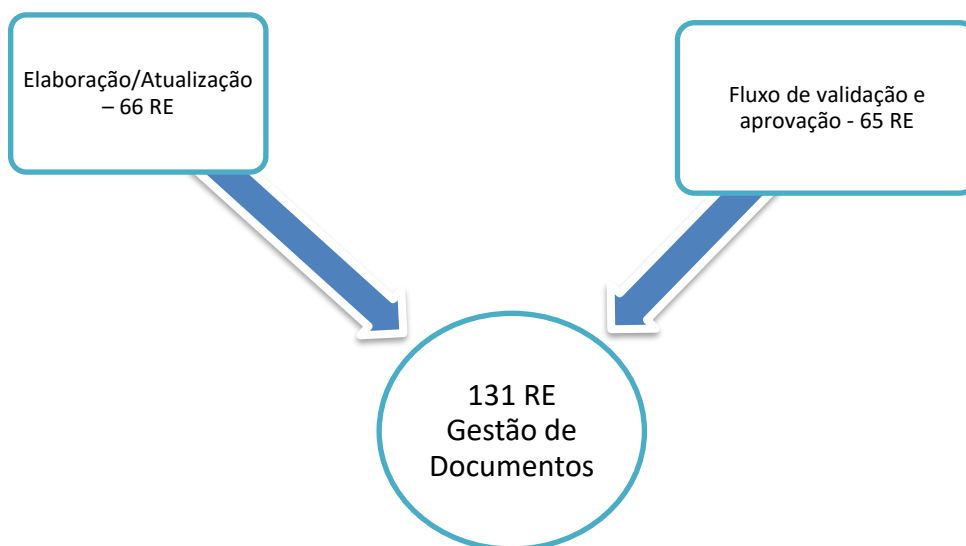 Elaboração/Atualização
– 66 RE
Fluxo de validação e
aprovação - 65 RE
131 RE
Gestão de
Documentos